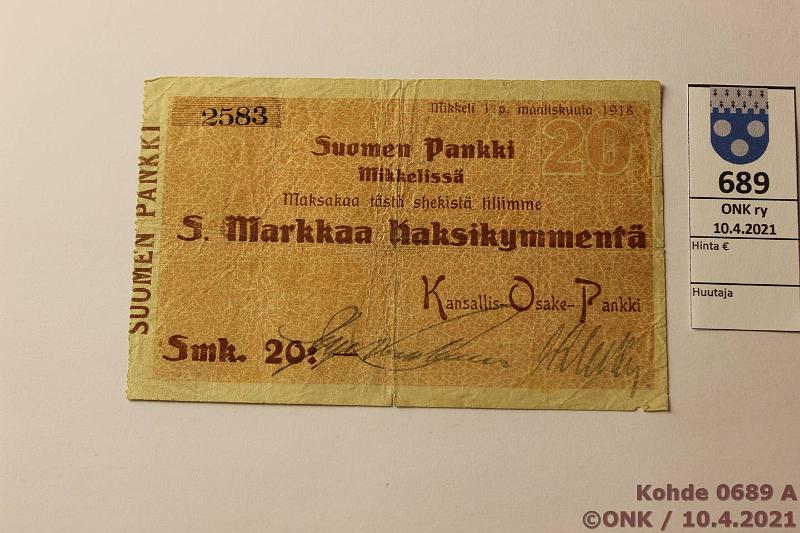 2583
Mikkeli 1 p. maaliskuuta 1918
20
Suomen Pankki
Mikkelissä
Maksakaa tästä shekistä tiliimme
S. Markkaa Kaksikymmentä
Kansallis-Osake-Pankki
Smk. 20:-
SUOMEN PANKKI
689
ONK ry
10.4.2021
Hinta €
Huutaja
Kohde 0689 A
©ONK / 10.4.2021